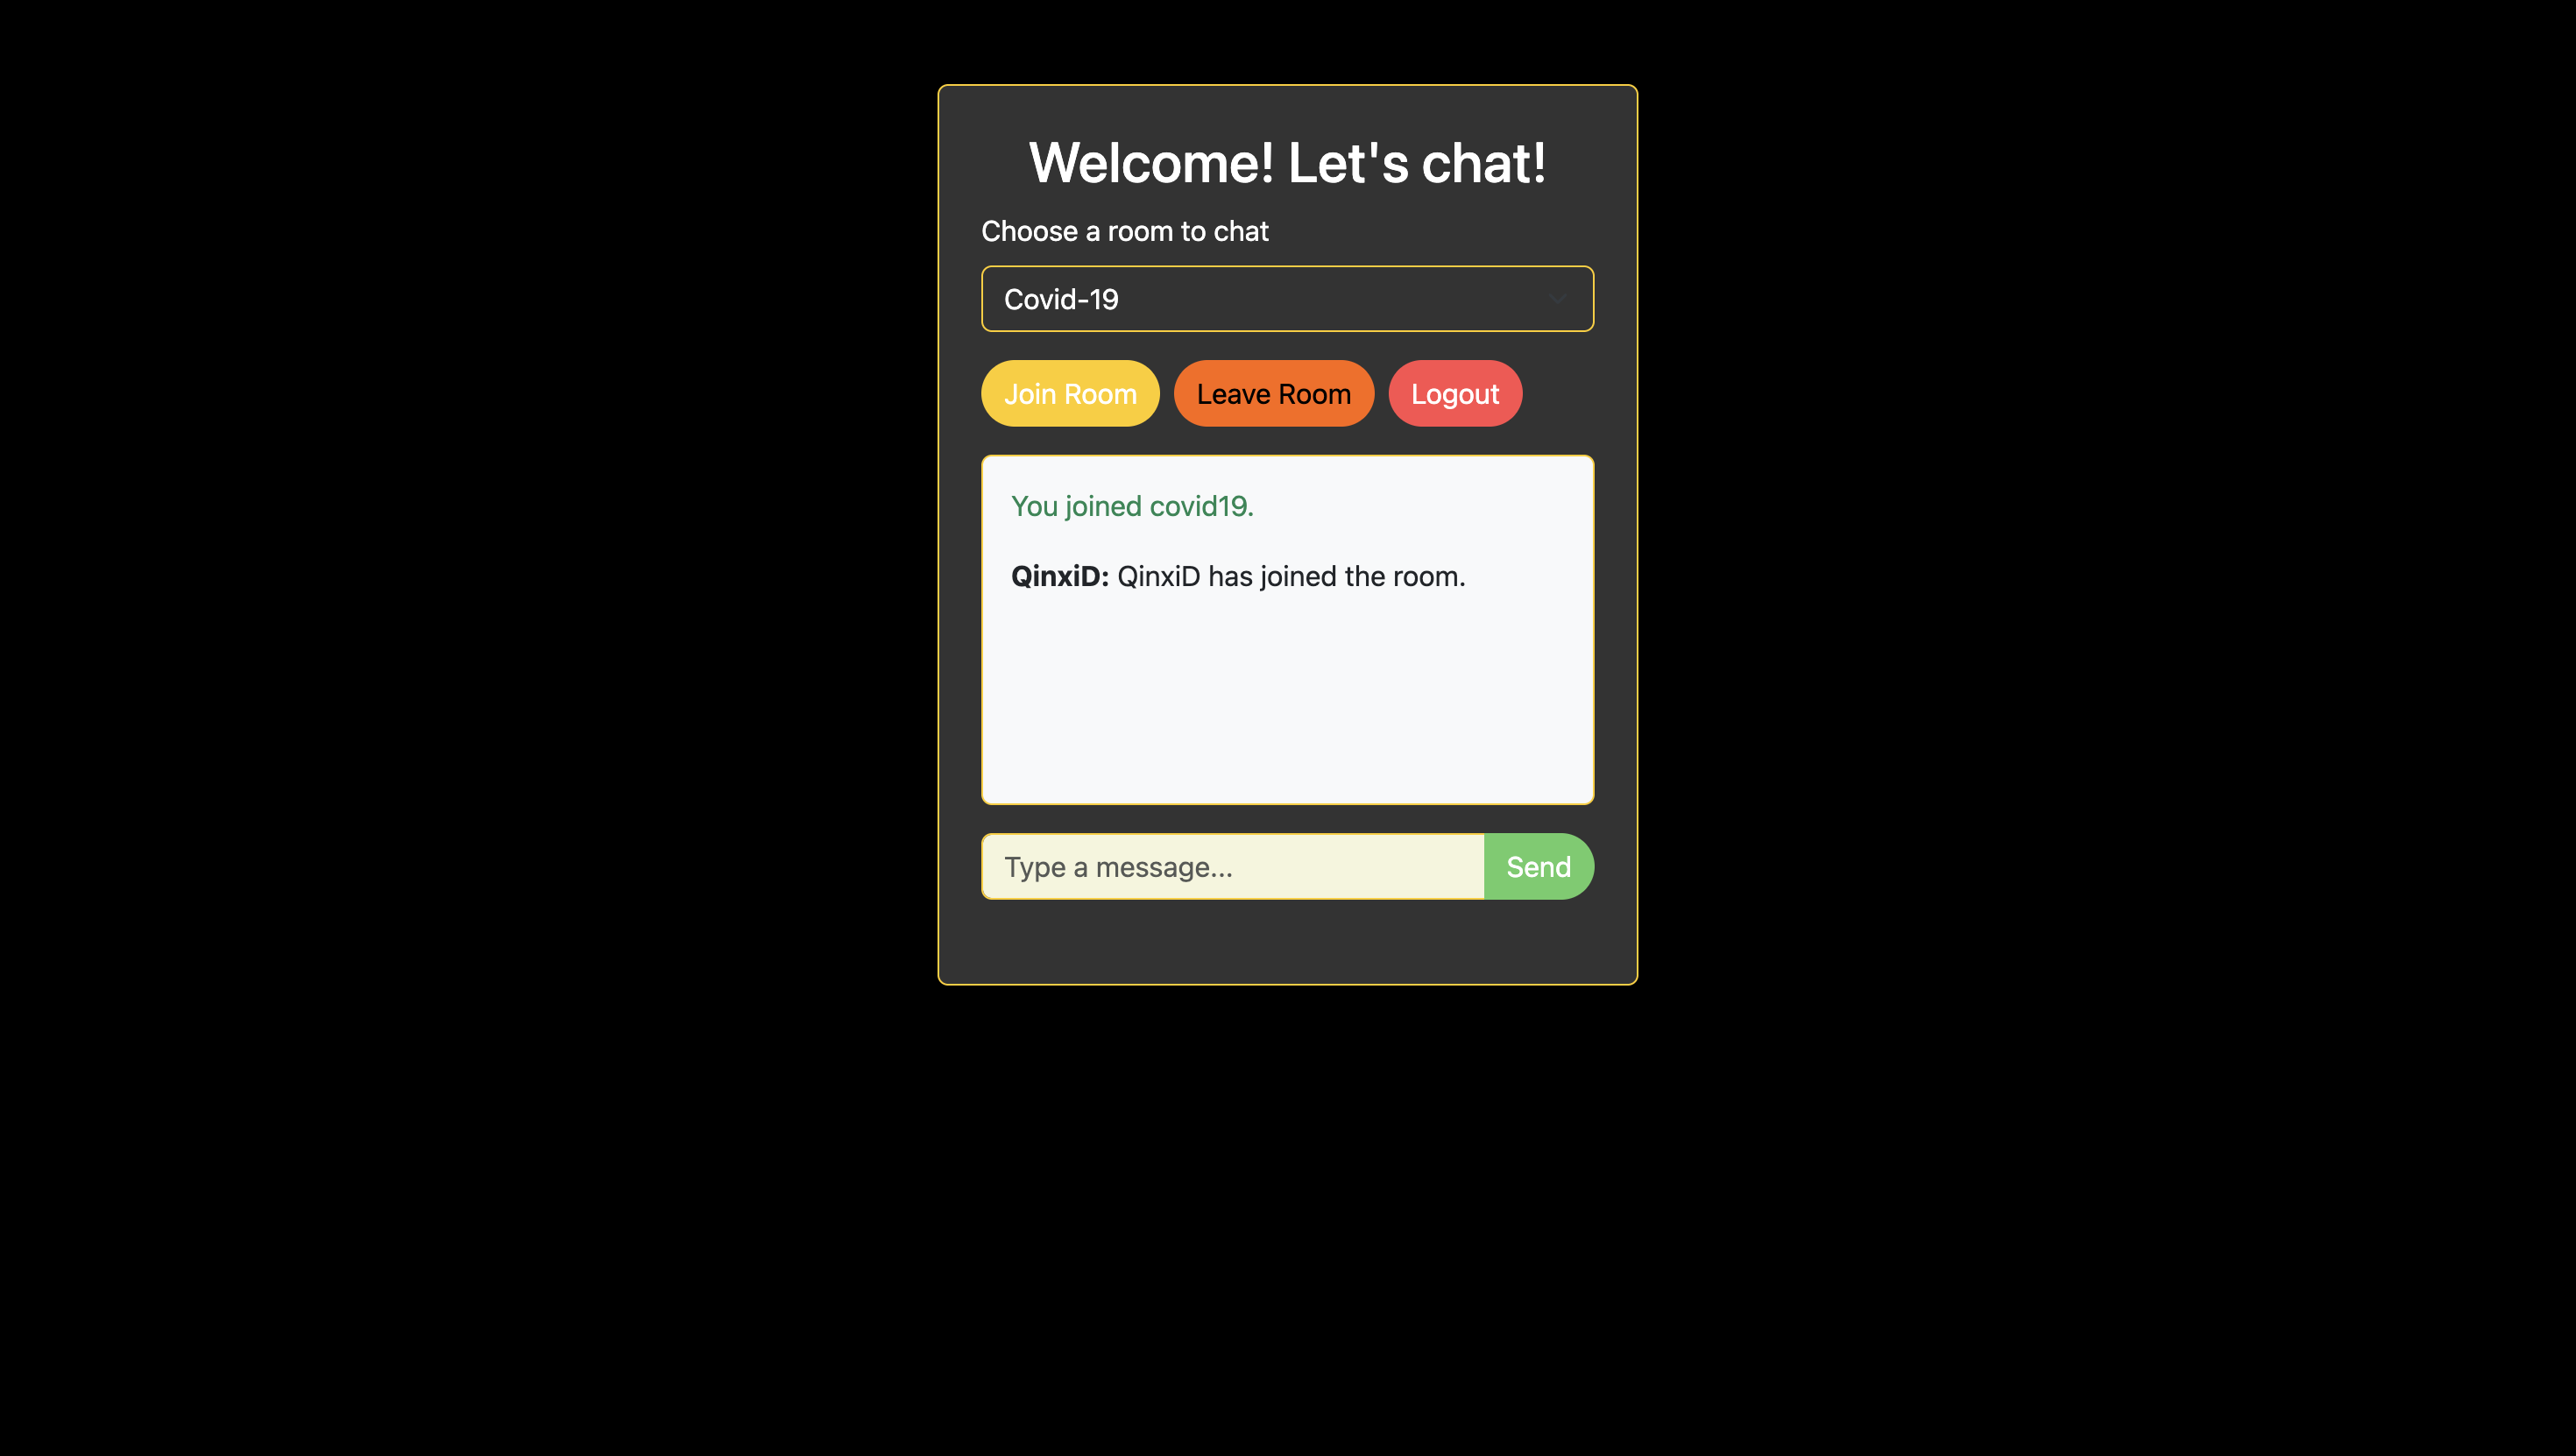 Welcome! Let's chat!
Choose a room to chat
Covid-19
Join Room Leave Room Logout
You joined covid19.
QinxiD: QinxiD has joined the room.
Type a message...
Send